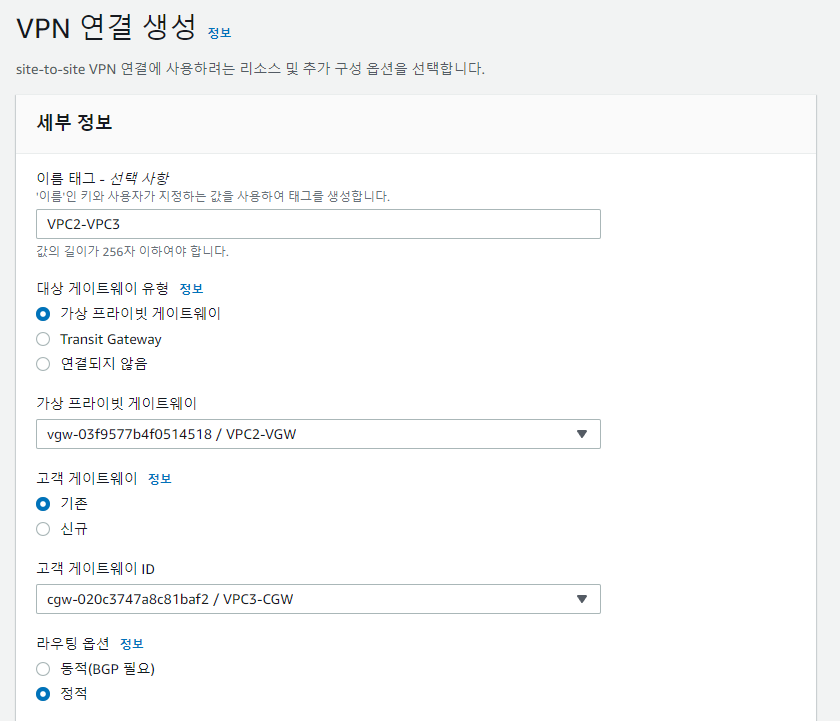 VPN 연결 생성 정보
site-to-site VPN 연결에 사용하려는 리소스 및 추가 구성 옵션을 선택합니다.
세부 정보
이름 태그 - 선택 사항
'이름'인 키와 사용자가 지정하는 값을 사용하여 태그를 생성합니다.
VPC2-VPC3
값의 길이가 256자 이하여야 합니다.
대상 게이트웨이 유형 정보
가상 프라이빗 게이트웨이
Transit Gateway
연결되지 않음
가상 프라이빗 게이트웨이
vgw-03f9577b4f0514518 / VPC2-VGW
고객 게이트웨이 정보
기존
신규
고객 게이트웨이 ID
cgw-020c3747a8c81baf2 / VPC3-CGW
라우팅 옵션 정보
동적(BGP 필요)
정적